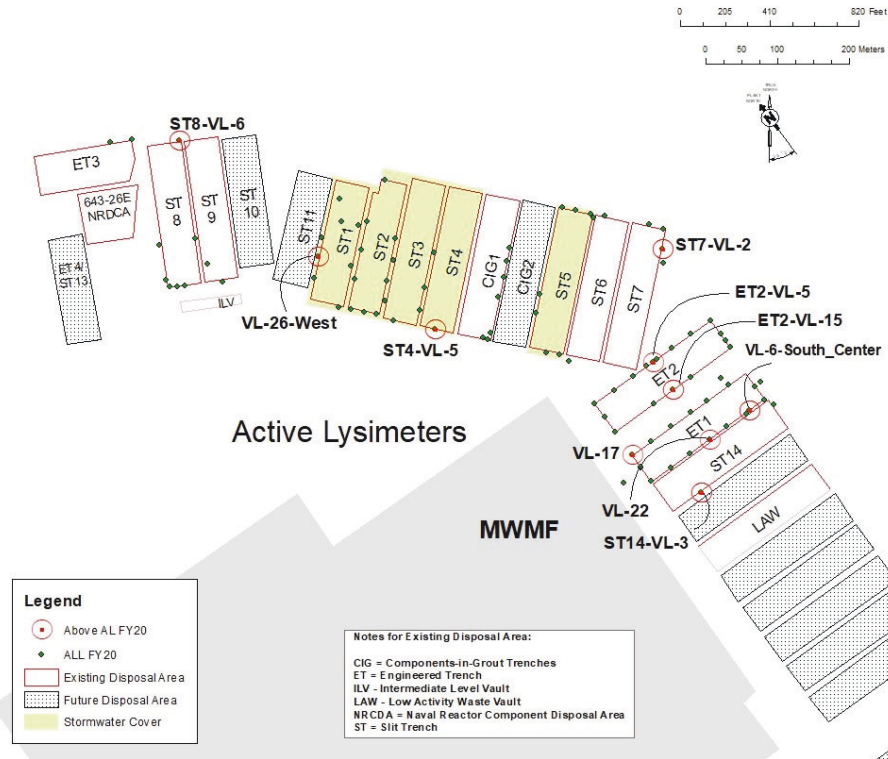 0 205 410 820 Feet
0 50 100 200 Meters
N
ST8-VL-6
ET3
643-26E
NRDCA
ST
8
ST
9
ST
10
ET4/
ST13
ILV
ST11
ST1
ST2
ST3
ST4
CIG1
CIG2
ST5
ST6
ST7
ST7-VL-2
VL-26-West
ST4-VL-5
ET2-VL-5
ET2-VL-15
VL-6-South_Center
ET2
ET1
ST14
VL-17
VL-22
ST14-VL-3
LAW
Active Lysimeters
MWMF
Legend
Above AL FY20
ALL FY20
Existing Disposal Area
Future Disposal Area
Stormwater Cover
Notes for Existing Disposal Area:
CIG = Components-in-Grout Trenches
ET = Engineered Trench
ILV - Intermediate Level Vault
LAW - Low Activity Waste Vault
NRCDA = Naval Reactor Component Disposal Area
ST = Slit Trench